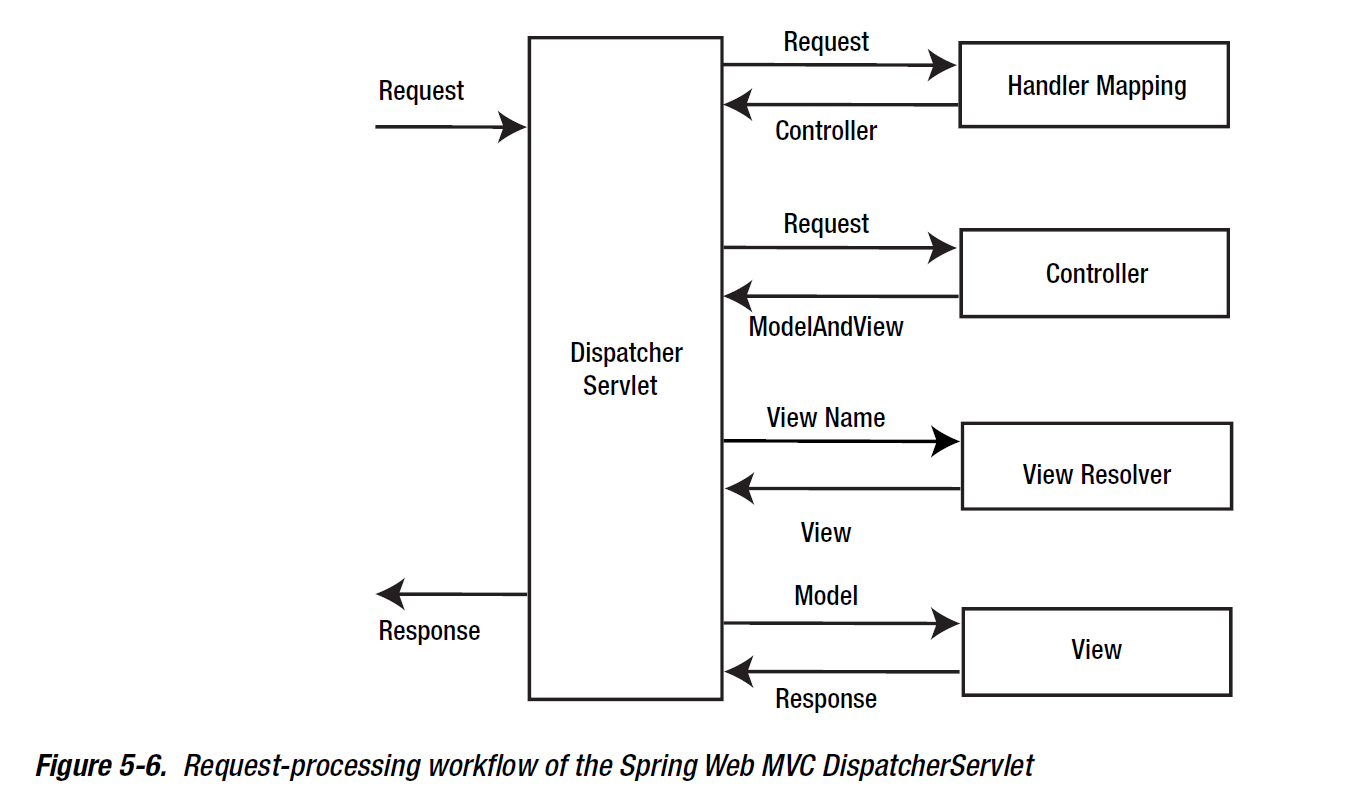 Request
Handler Mapping
Request
Controller
Request
Controller
ModelAndView
Dispatcher
Servlet
View Name
View Resolver
View
Model
Response
View
Response
Figure 5-6. Request-processing workflow of the Spring Web MVC DispatcherServlet